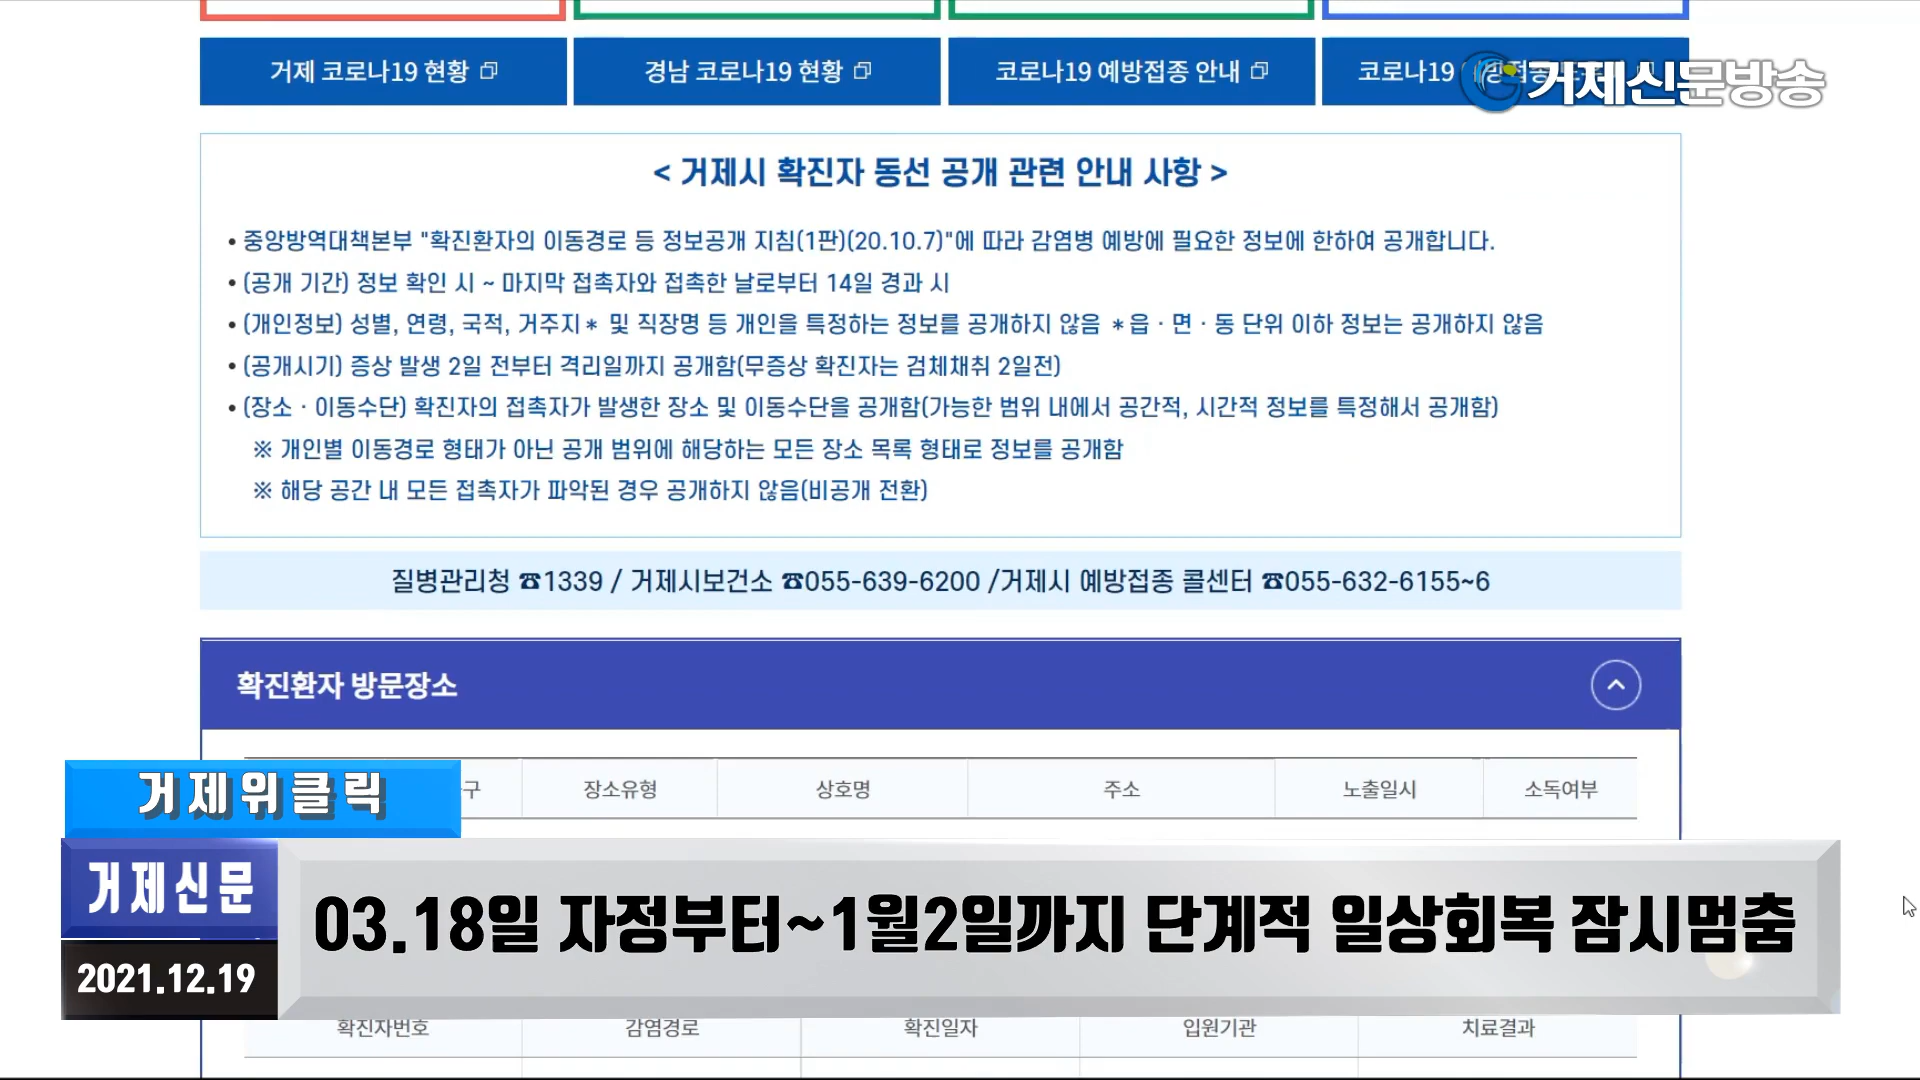 거제 코로나19 현황
경남 코로나19 현황
코로나19 예방접종 안내
코로나19
거제신문방송
< 거제시 확진자 동선 공개 관련 안내 사항 >
• 중앙방역대책본부 "확진환자의 이동경로 등 정보공개 지침(1판)(20.10.7)"에 따라 감염병 예방에 필요한 정보에 한하여 공개합니다.
• (공개 기간) 정보 확인 시 ~ 마지막 접촉자와 접촉한 날로부터 14일 경과 시
• (개인정보) 성별, 연령, 국적, 거주지* 및 직장명 등 개인을 특정하는 정보를 공개하지 않음 *읍 · 면 · 동 단위 이하 정보는 공개하지 않음
• (공개시기) 증상 발생 2일 전부터 격리일까지 공개함(무증상 확진자는 검체채취 2일전)
• (장소 · 이동수단) 확진자의 접촉자가 발생한 장소 및 이동수단을 공개함(가능한 범위 내에서 공간적, 시간적 정보를 특정해서 공개함)
※ 개인별 이동경로 형태가 아닌 공개 범위에 해당하는 모든 장소 목록 형태로 정보를 공개함
※ 해당 공간 내 모든 접촉자가 파악된 경우 공개하지 않음(비공개 전환)
질병관리청 ☎1339 / 거제시보건소 ☎055-639-6200 /거제시 예방접종 콜센터 ☎055-632-6155~6
확진환자 방문장소
구 장소유형 상호명 주소 노출일시 소독여부
거제위클릭
거제신문
2021.12.19
03.18일 자정부터~1월2일까지 단계적 일상회복 잠시멈춤
확진자번호 감염경로 확진일자 입원기관 치료결과